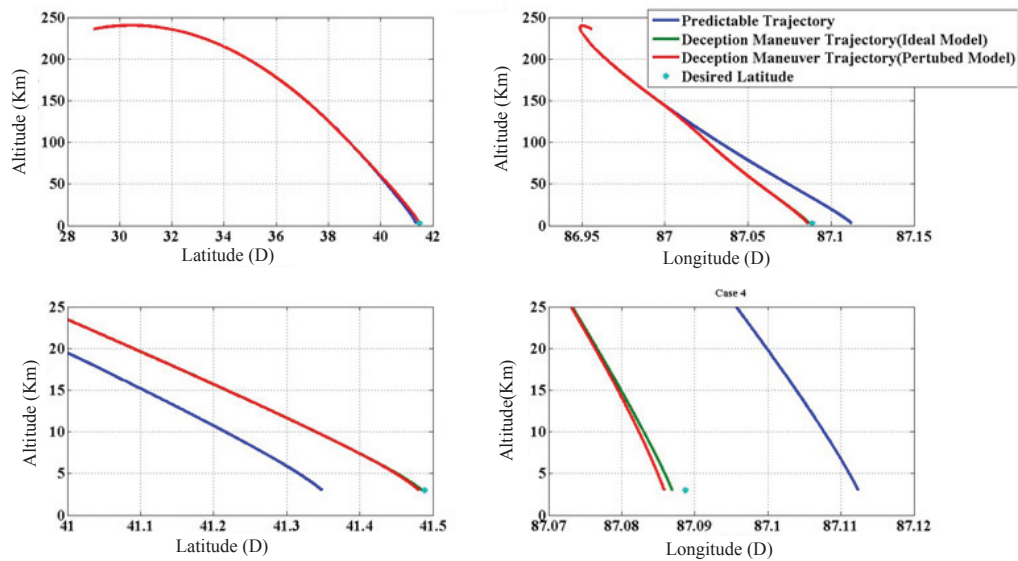 250
200
150
100
50
0
Altitude (Km)
28 30 32 34 36 38 40 42
Latitude (D)
Predictable Trajectory
Deception Maneuver Trajectory(Ideal Model)
Deception Maneuver Trajectory(Pertubed Model)
Desired Latitude
250
200
150
100
50
0
Altitude (Km)
86.95 87 87.05 87.1 87.15
Longitude (D)
25
20
15
10
5
0
Altitude (Km)
41 41.1 41.2 41.3 41.4 41.5
Latitude (D)
Case 4
25
20
15
10
5
0
Altitude(Km)
87.07 87.08 87.09 87.1 87.11 87.12
Longitude (D)